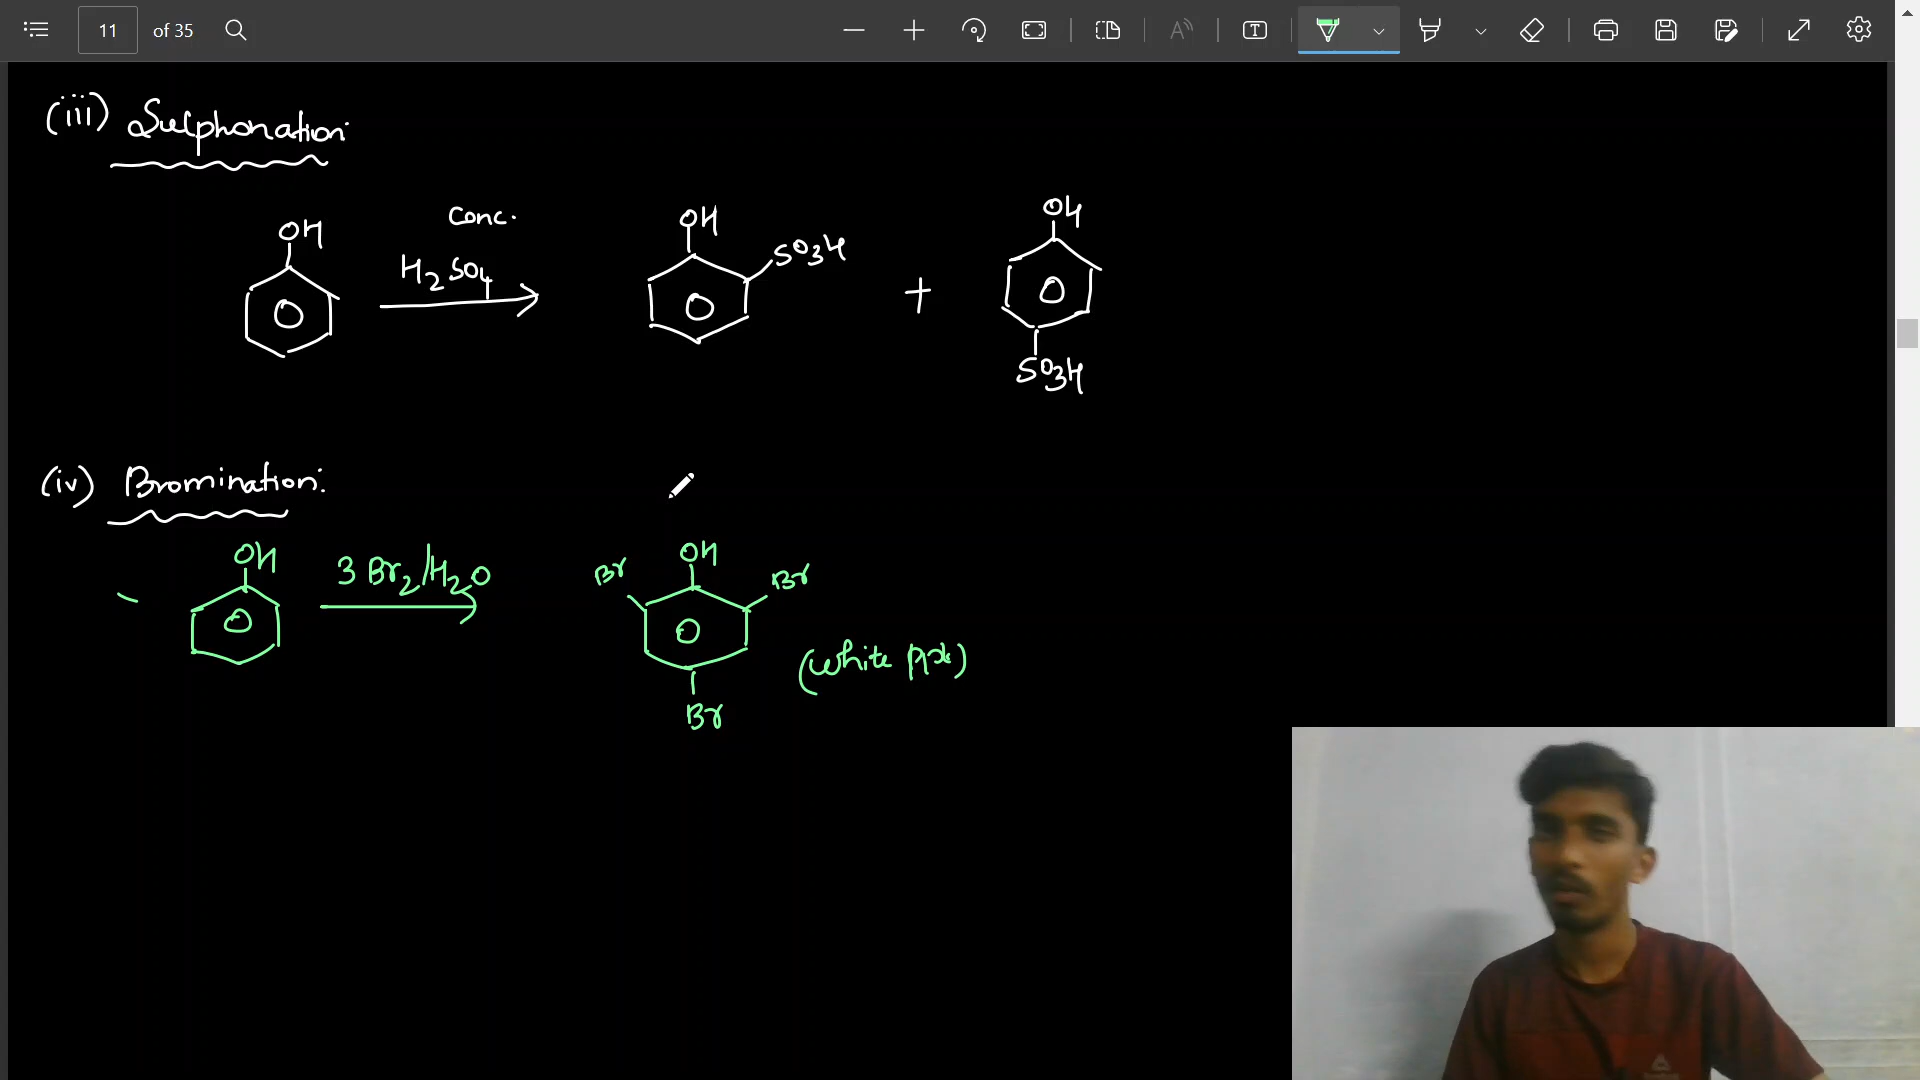 11 of 35
(iii) Sulphonation:
OH
Conc.
H2SO4
OH
SO3H
+
OH
SO3H
(iv) Bromination:
OH
3 Br2/H2O
OH
Br
Br
Br
(white ppt)